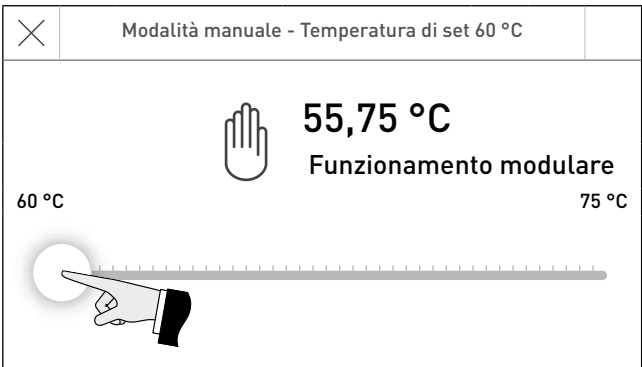 Modalità manuale - Temperatura di set 60 °C
55,75 °C
Funzionamento modulare
60 °C
75 °C